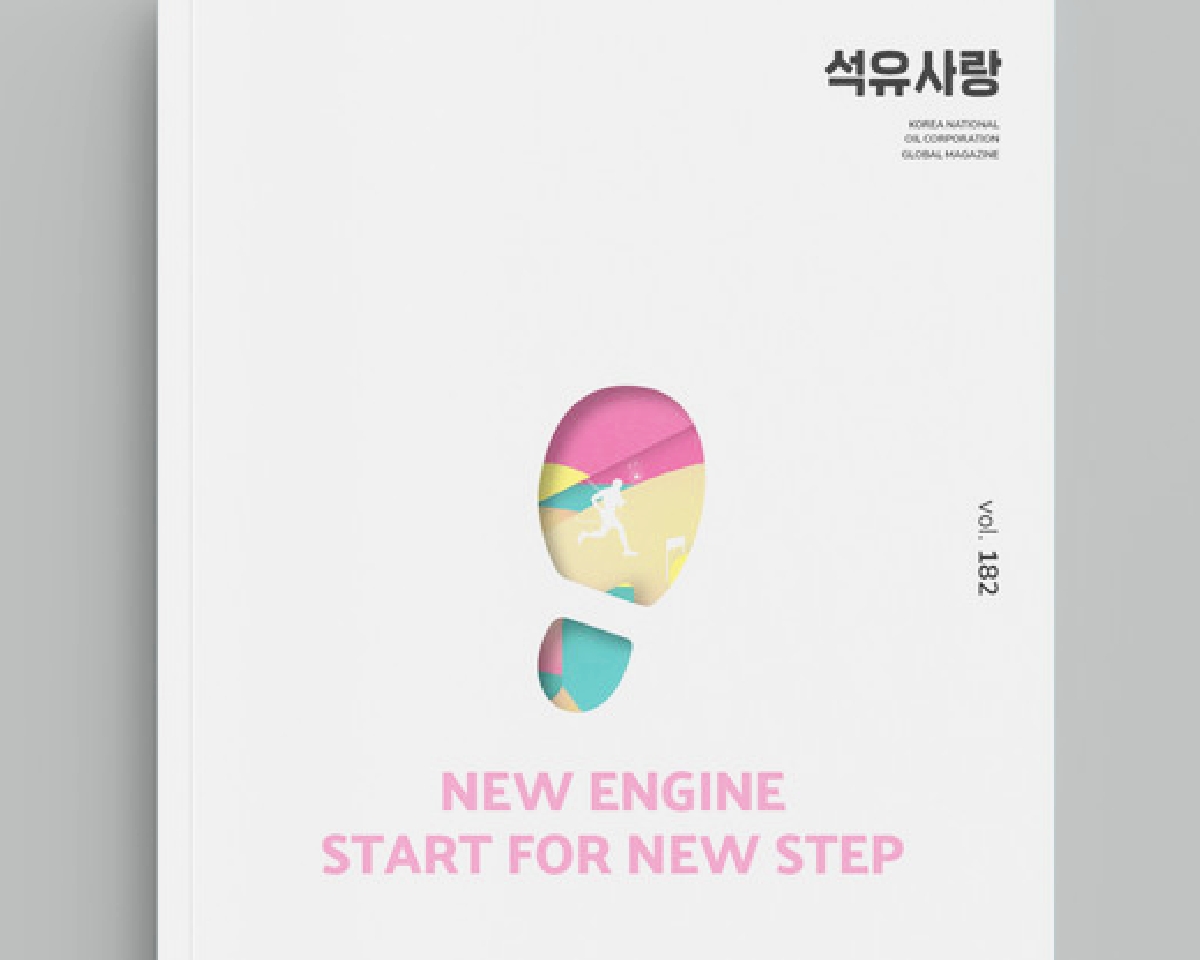 석유사랑
KOREA NATIONAL
OIL CORPORATION
GLOBAL MAGAZINE
vol. 182
NEW ENGINE
START FOR NEW STEP